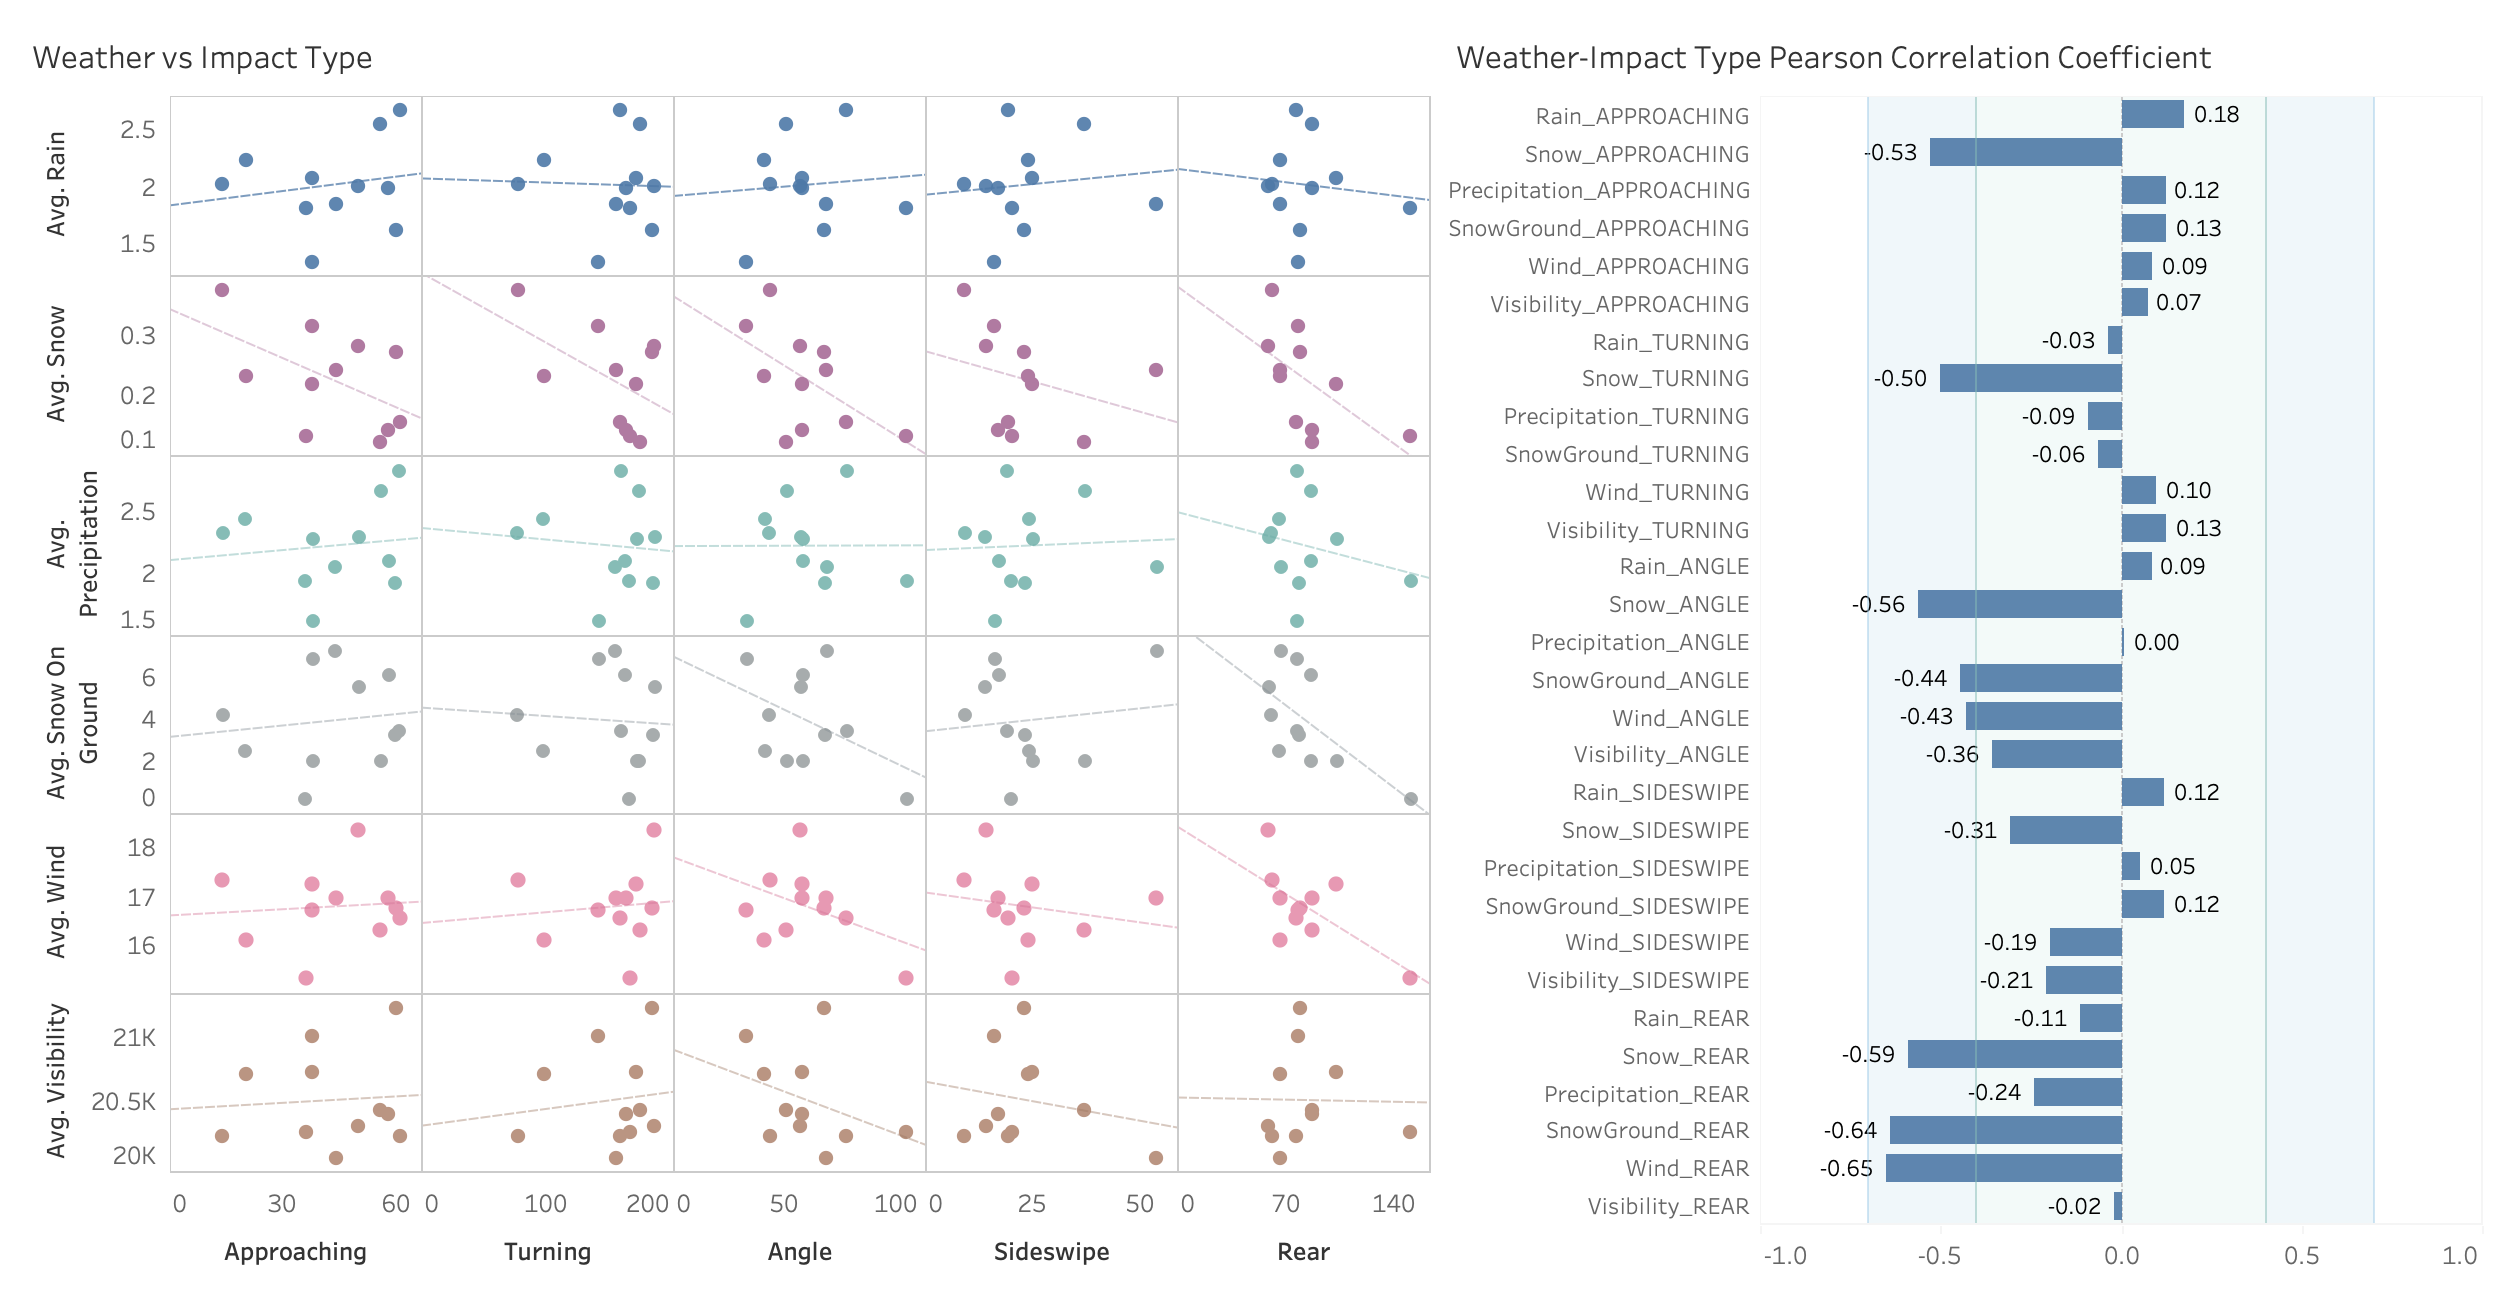 Weather vs Impact Type
Avg. Rain
2.5
2
1.5
Avg. Snow
0.3
0.2
0.1
Avg.
Precipitation
2.5
2
1.5
Avg. Snow On
Ground
6
4
2
0
Avg. Wind
18
17
16
Avg. Visibility
21K
20.5K
20K
0 30 60 0 100 200 0 50 100 0 25 50 0 70 140
Approaching Turning Angle Sideswipe Rear
Weather-Impact Type Pearson Correlation Coefficient
Rain_APPROACHING 0.18
Snow_APPROACHING -0.53
Precipitation_APPROACHING 0.12
SnowGround_APPROACHING 0.13
Wind_APPROACHING 0.09
Visibility_APPROACHING 0.07
Rain_TURNING -0.03
Snow_TURNING -0.50
Precipitation_TURNING -0.09
SnowGround_TURNING -0.06
Wind_TURNING 0.10
Visibility_TURNING 0.13
Rain_ANGLE 0.09
Snow_ANGLE -0.56
Precipitation_ANGLE 0.00
SnowGround_ANGLE -0.44
Wind_ANGLE -0.43
Visibility_ANGLE -0.36
Rain_SIDESWIPE 0.12
Snow_SIDESWIPE -0.31
Precipitation_SIDESWIPE 0.05
SnowGround_SIDESWIPE 0.12
Wind_SIDESWIPE -0.19
Visibility_SIDESWIPE -0.21
Rain_REAR -0.11
Snow_REAR -0.59
Precipitation_REAR -0.24
SnowGround_REAR -0.64
Wind_REAR -0.65
Visibility_REAR -0.02
-1.0 -0.5 0.0 0.5 1.0